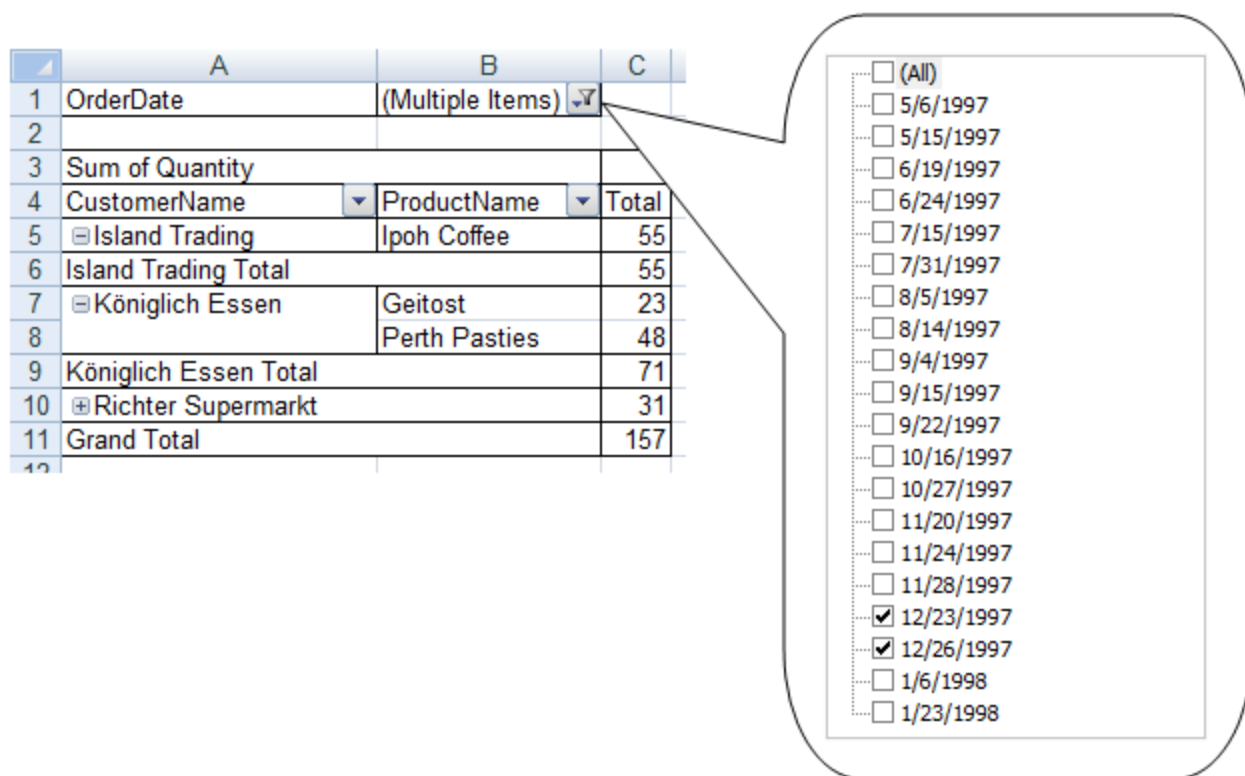 A B C
1 OrderDate (Multiple Items)
2
3 Sum of Quantity
4 CustomerName ProductName Total
5 Island Trading Ipoh Coffee 55
6 Island Trading Total 55
7 Königlich Essen Geitost 23
8 Perth Pasties 48
9 Königlich Essen Total 71
10 Richter Supermarkt 31
11 Grand Total 157
12
(All)
5/6/1997
5/15/1997
6/19/1997
6/24/1997
7/15/1997
7/31/1997
8/5/1997
8/14/1997
9/4/1997
9/15/1997
9/22/1997
10/16/1997
10/27/1997
11/20/1997
11/24/1997
11/28/1997
12/23/1997
12/26/1997
1/6/1998
1/23/1998